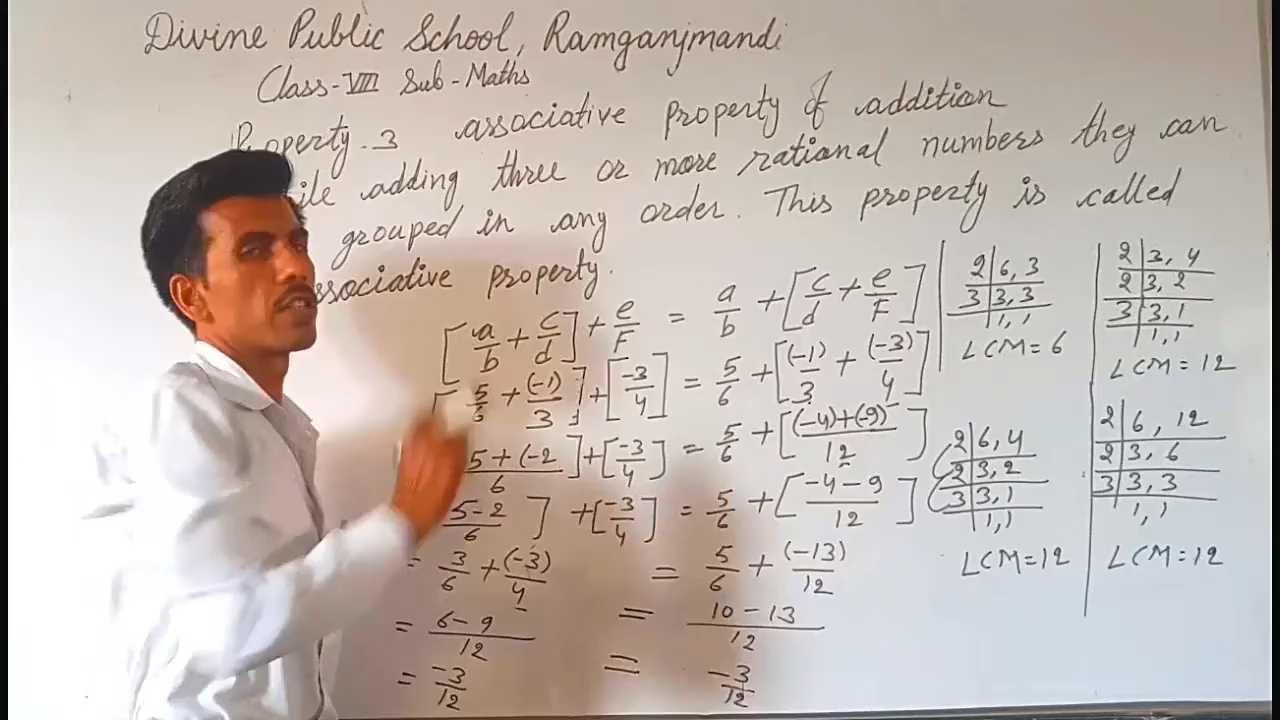 Divine Public School, Ramganjmandi
Class-VIII Sub-Maths
Property-3 associative property of addition
adding three or more rational numbers they can
grouped in any order. This property is called
ssociative property.
[a/b + c/d] + e/F = a/b + [c/d + e/F]
[5/6 + (-1)/3] + [-3/4] = 5/6 + [(-1)/3 + (-3)/4]
5+(-2/6] + [-3/4] = 5/6 + [(-4)+(-9)/12]
5-2/6] + [-3/4] = 5/6 + [-4-9/12]
= 3/6 + (-3)/4 = 5/6 + (-13)/12
= 6-9/12 = 10-13/12
= -3/12 = -3/12
2|6, 3
3|3, 3
1, 1
LCM=6
2|3, 4
2|3, 2
3|3, 1
1, 1
LCM=12
2|6, 4
2|3, 2
3|3, 1
1, 1
LCM=12
2|6, 12
2|3, 6
3|3, 3
1, 1
LCM=12